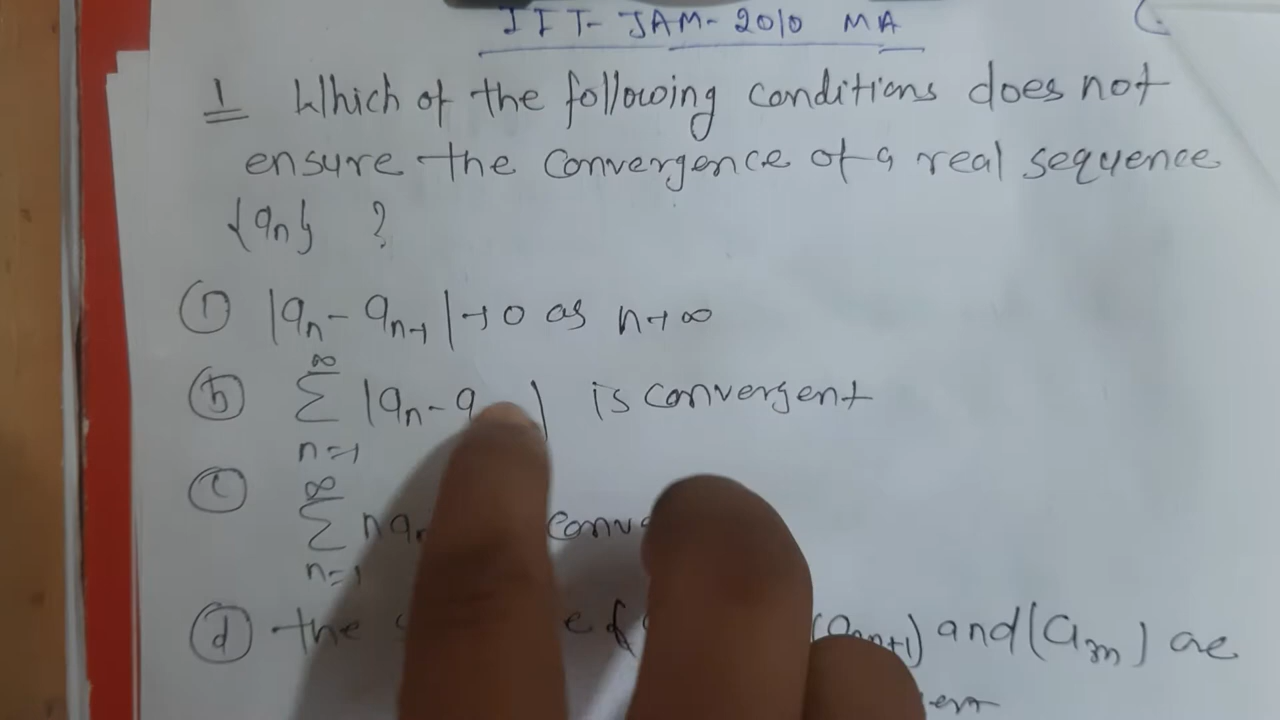 IIT-JAM-2010 MA
1 Which of the following conditions does not
ensure the convergence of a real sequence
{an} ?
|an - an-1| → 0 as n → ∞
(b) ∞ Σ n=1 |an - a | is convergent
(c) ∞ Σ n=1 nan
(d) the and (a3n) are